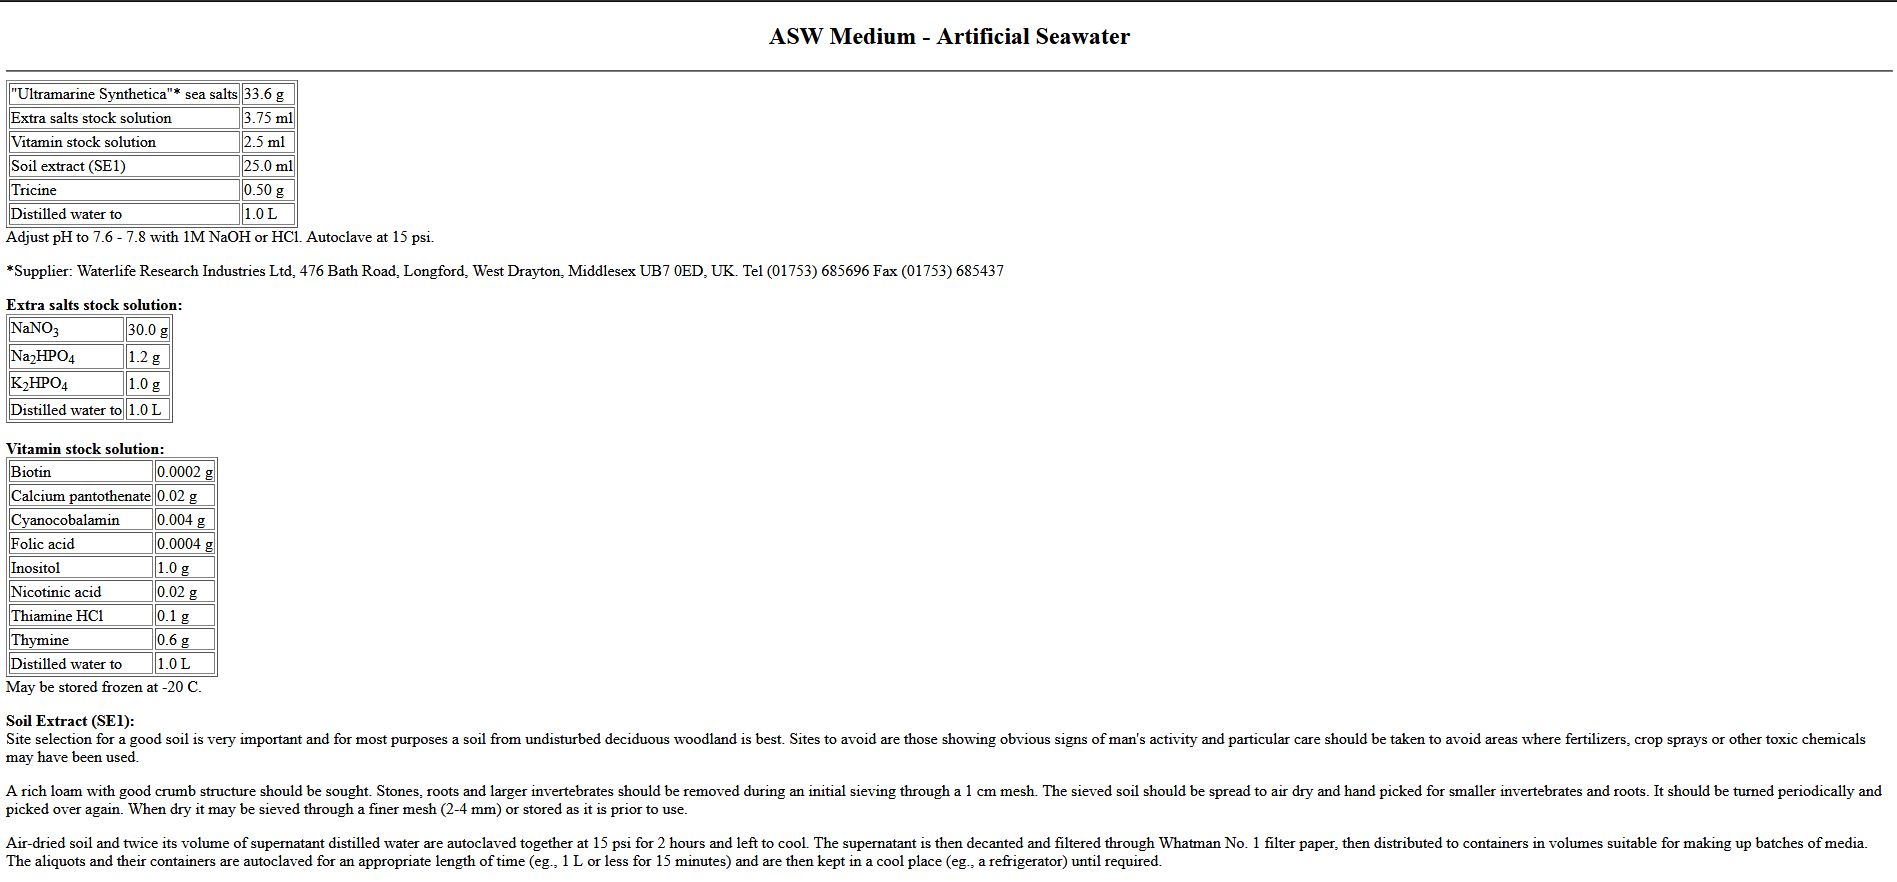 ASW Medium - Artificial Seawater
"Ultramarine Synthetica"* sea salts 33.6 g
Extra salts stock solution 3.75 ml
Vitamin stock solution 2.5 ml
Soil extract (SE1) 25.0 ml
Tricine 0.50 g
Distilled water to 1.0 L
Adjust pH to 7.6 - 7.8 with 1M NaOH or HCl. Autoclave at 15 psi.
*Supplier: Waterlife Research Industries Ltd, 476 Bath Road, Longford, West Drayton, Middlesex UB7 0ED, UK. Tel (01753) 685696 Fax (01753) 685437
Extra salts stock solution:
NaNO3 30.0 g
Na2HPO4 1.2 g
K2HPO4 1.0 g
Distilled water to 1.0 L
Vitamin stock solution:
Biotin 0.0002 g
Calcium pantothenate 0.02 g
Cyanocobalamin 0.004 g
Folic acid 0.0004 g
Inositol 1.0 g
Nicotinic acid 0.02 g
Thiamine HCl 0.1 g
Thymine 0.6 g
Distilled water to 1.0 L
May be stored frozen at -20 C.
Soil Extract (SE1):
Site selection for a good soil is very important and for most purposes a soil from undisturbed deciduous woodland is best. Sites to avoid are those showing obvious signs of man's activity and particular care should be taken to avoid areas where fertilizers, crop sprays or other toxic chemicals
may have been used.
A rich loam with good crumb structure should be sought. Stones, roots and larger invertebrates should be removed during an initial sieving through a 1 cm mesh. The sieved soil should be spread to air dry and hand picked for smaller invertebrates and roots. It should be turned periodically and
picked over again. When dry it may be sieved through a finer mesh (2-4 mm) or stored as it is prior to use.
Air-dried soil and twice its volume of supernatant distilled water are autoclaved together at 15 psi for 2 hours and left to cool. The supernatant is then decanted and filtered through Whatman No. 1 filter paper, then distributed to containers in volumes suitable for making up batches of media.
The aliquots and their containers are autoclaved for an appropriate length of time (eg., 1 L or less for 15 minutes) and are then kept in a cool place (eg., a refrigerator) until required.